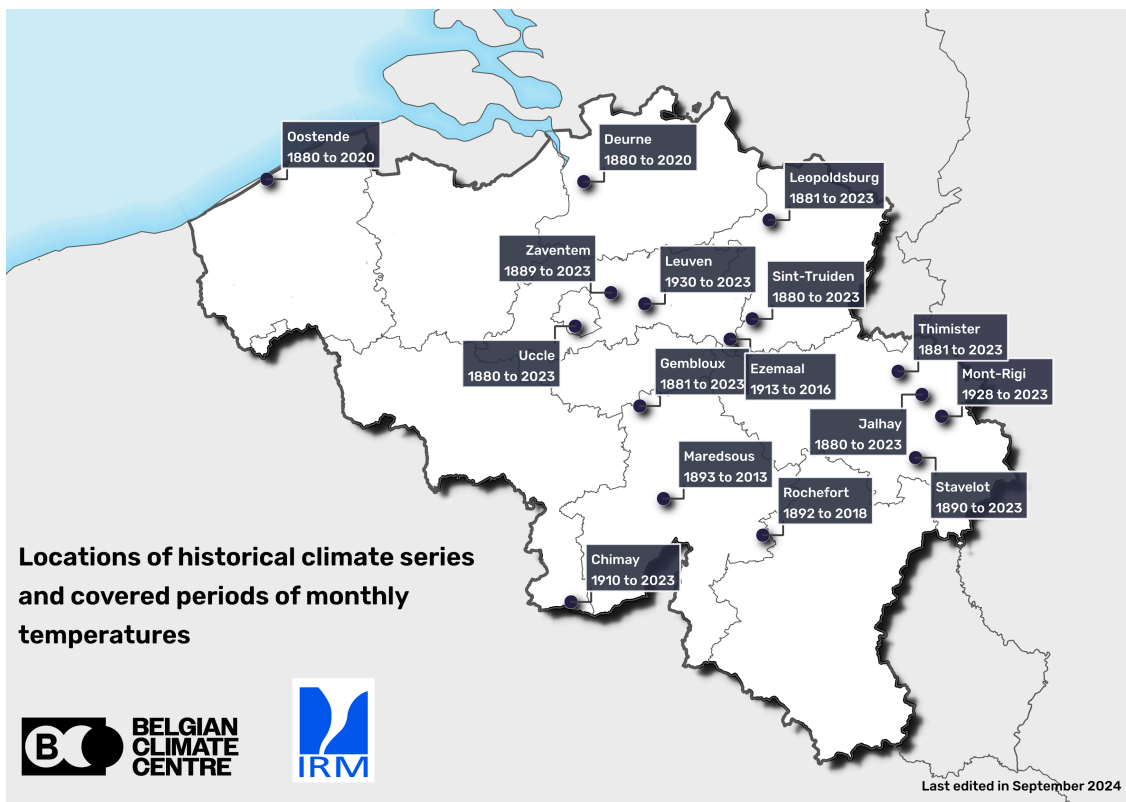 Oostende
1880 to 2020
Deurne
1880 to 2020
Leopoldsburg
1881 to 2023
Zaventem
1889 to 2023
Leuven
1930 to 2023
Sint-Truiden
1880 to 2023
Uccle
1880 to 2023
Gembloux
1881 to 2023
Ezemaal
1913 to 2016
Thimister
1881 to 2023
Mont-Rigi
1928 to 2023
Jalhay
1880 to 2023
Maredsous
1893 to 2013
Rochefort
1892 to 2018
Stavelot
1890 to 2023
Chimay
1910 to 2023
Locations of historical climate series
and covered periods of monthly
temperatures
B
BELGIAN
CLIMATE
CENTRE
IRM
Last edited in September 2024